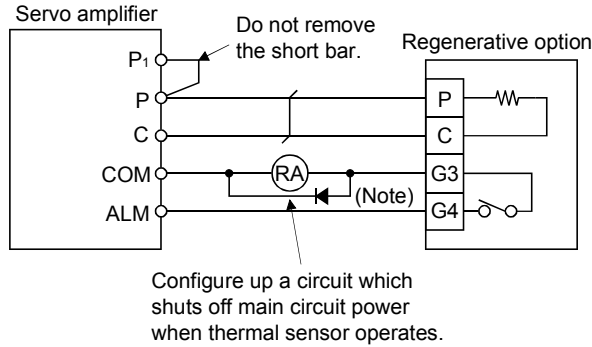 Servo amplifier
Do not remove
the short bar.
Regenerative option
P1
P
P
C
C
COM
RA
G3
(Note)
ALM
G4
Configure up a circuit which
shuts off main circuit power
when thermal sensor operates.